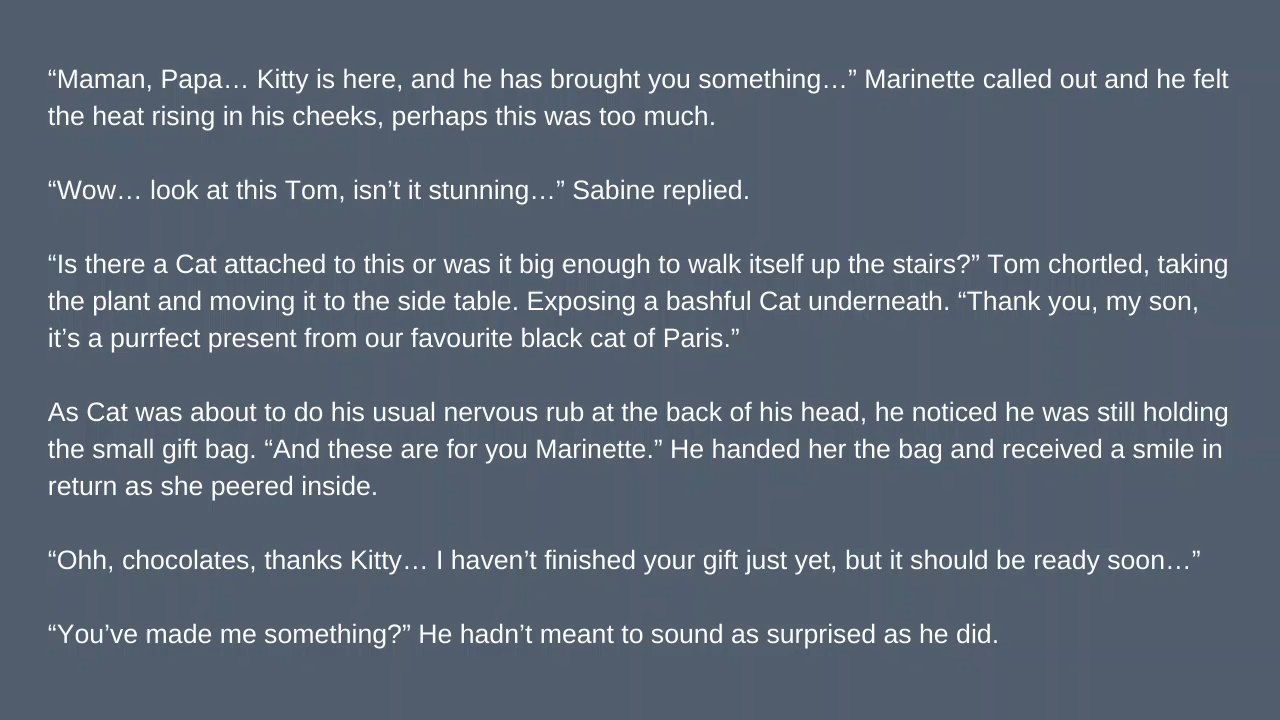 “Maman, Papa… Kitty is here, and he has brought you something…” Marinette called out and he felt
the heat rising in his cheeks, perhaps this was too much.
“Wow… look at this Tom, isn’t it stunning…” Sabine replied.
“Is there a Cat attached to this or was it big enough to walk itself up the stairs?” Tom chortled, taking
the plant and moving it to the side table. Exposing a bashful Cat underneath. “Thank you, my son,
it’s a purrfect present from our favourite black cat of Paris.”
As Cat was about to do his usual nervous rub at the back of his head, he noticed he was still holding
the small gift bag. “And these are for you Marinette.” He handed her the bag and received a smile in
return as she peered inside.
“Ohh, chocolates, thanks Kitty… I haven’t finished your gift just yet, but it should be ready soon…”
“You’ve made me something?” He hadn’t meant to sound as surprised as he did.